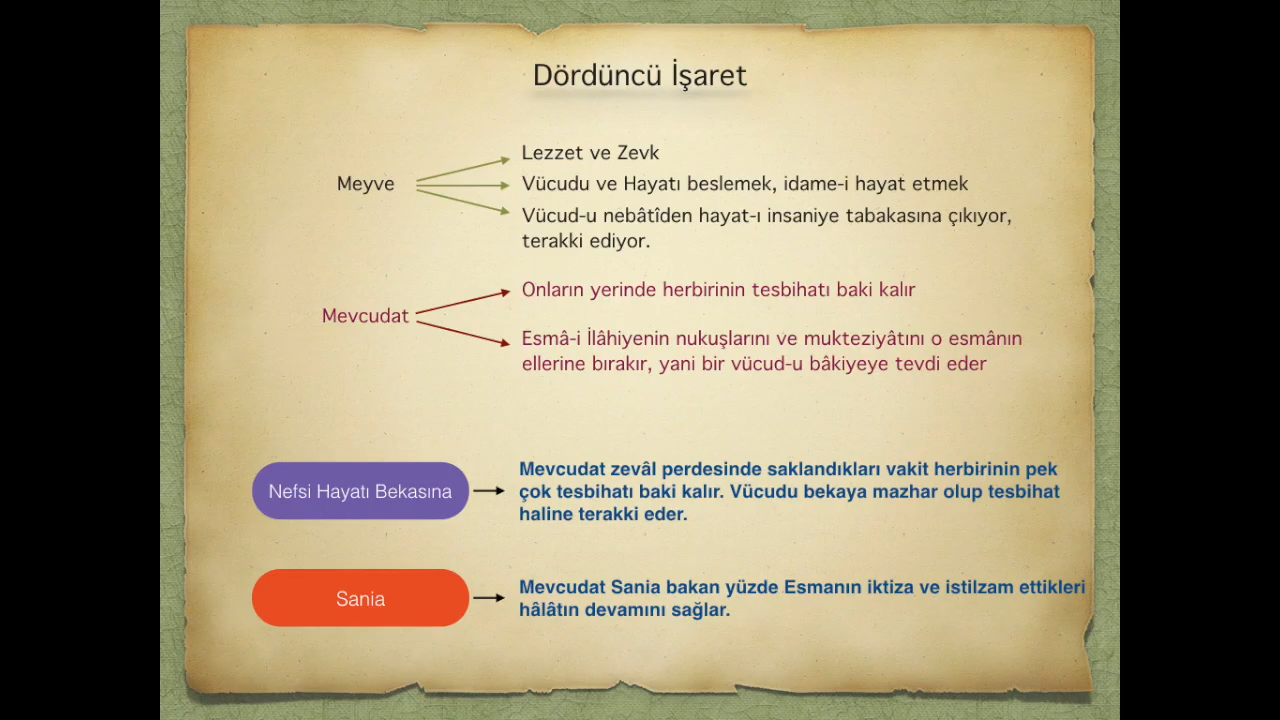 Dördüncü İşaret
Meyve
Lezzet ve Zevk
Vücudu ve Hayatı beslemek, idame-i hayat etmek
Vücud-u nebâtîden hayat-ı insaniye tabakasına çıkıyor,
terakki ediyor.
Mevcudat
Onların yerinde herbirinin tesbihatı baki kalır
Esmâ-i İlâhiyenin nukuşlarını ve mukteziyâtını o esmânın
ellerine bırakır, yani bir vücud-u bâkiyeye tevdi eder
Nefsi Hayatı Bekasına
Mevcudat zevâl perdesinde saklandıkları vakit herbirinin pek
çok tesbihatı baki kalır. Vücudu bekaya mazhar olup tesbihat
haline terakki eder.
Sania
Mevcudat Sania bakan yüzde Esmanın iktiza ve istilzam ettikleri
hâlâtın devamını sağlar.